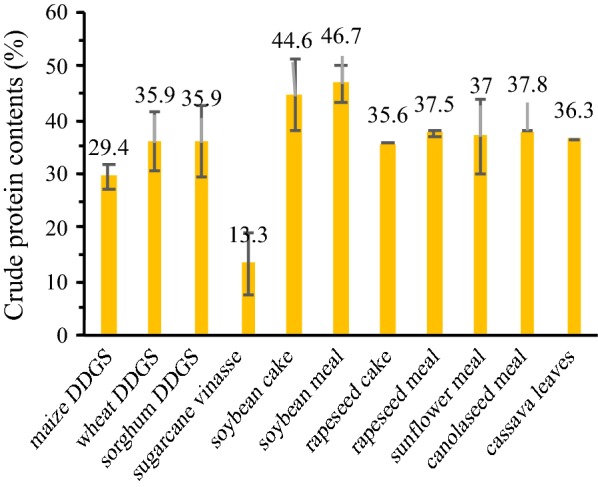 Crude protein contents (%)
60
50
40
30
20
10
0
29.4
35.9
35.9
13.3
44.6
46.7
35.6
37.5
37
37.8
36.3
maize DDGS
wheat DDGS
sorghum DDGS
sugarcane vinasse
soybean cake
soybean meal
rapeseed cake
rapeseed meal
sunflower meal
canolaseed meal
cassava leaves